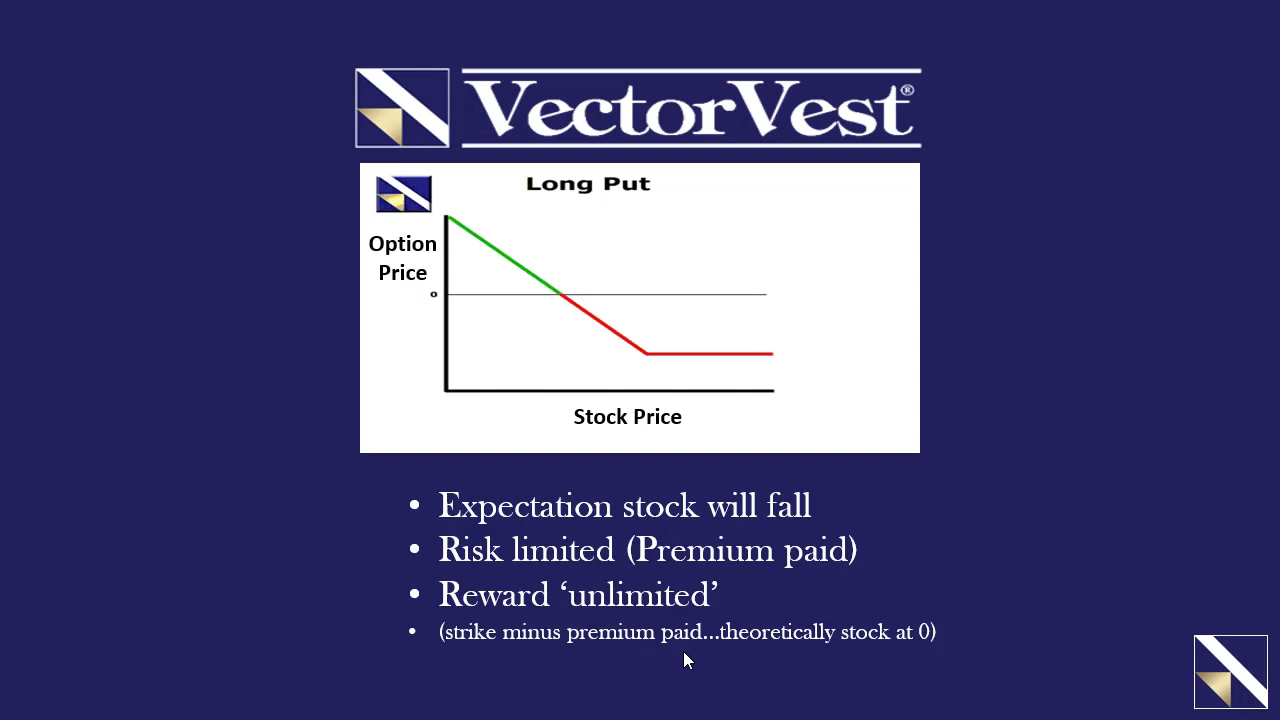 VectorVest®
Long Put
Option
Price
0
Stock Price
• Expectation stock will fall
• Risk limited (Premium paid)
• Reward ‘unlimited’
• (strike minus premium paid...theoretically stock at 0)